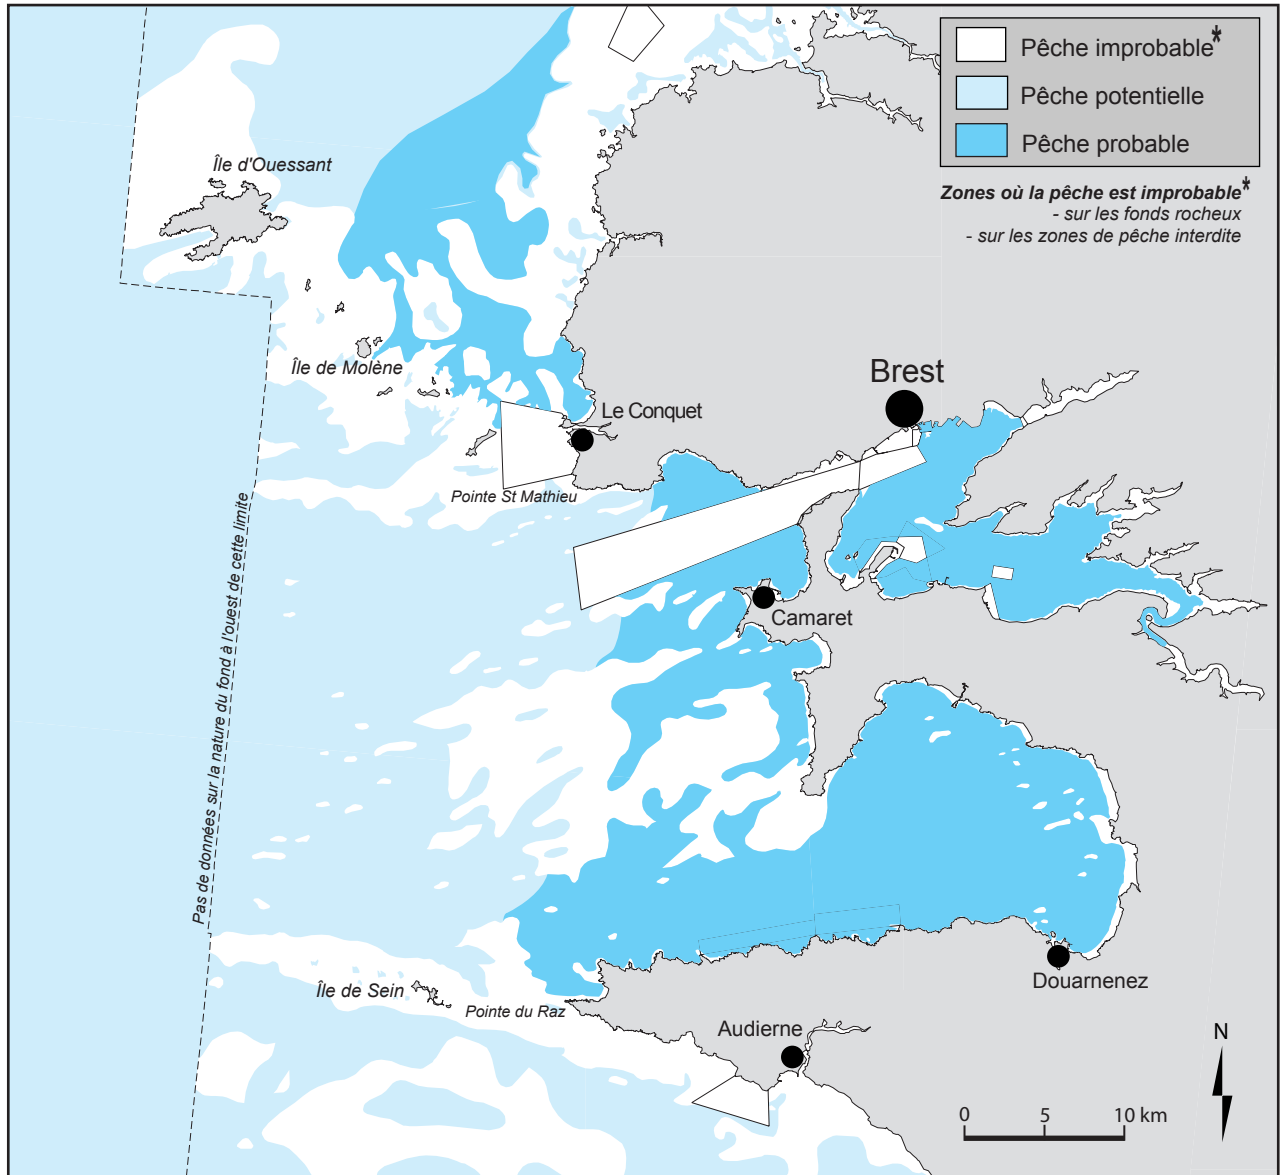 Pêche improbable*
Pêche potentielle
Pêche probable
Zones où la pêche est improbable*
- sur les fonds rocheux
- sur les zones de pêche interdite
Île d'Ouessant
Île de Molène
Brest
Le Conquet
Pointe St Mathieu
Pas de données sur la nature du fond à l'ouest de cette limite
Camaret
Île de Sein
Pointe du Raz
Douarnenez
Audierne
N
0 5 10 km